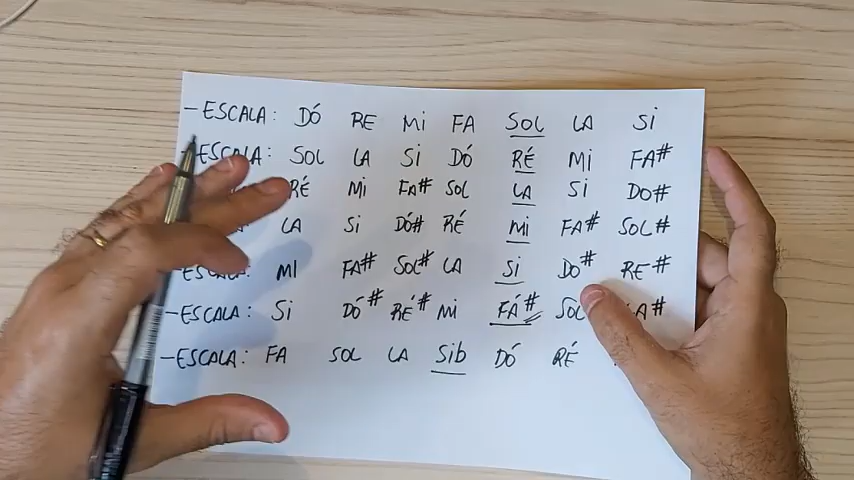 - ESCALA: DÓ RE Mi FA SOL LA Si
ESCALA: SOL LA Si DÓ RÉ Mi FA#
RÉ Mi FA# SOL LA Si DO#
LA Si DÓ# RÉ Mi FA# SOL#
Mi FA# SOL# LA Si DO# RE#
- ESCALA: Si DÓ# RÉ# Mi FÁ#
- ESCALA: FA SOL LA Sib DÓ RÉ